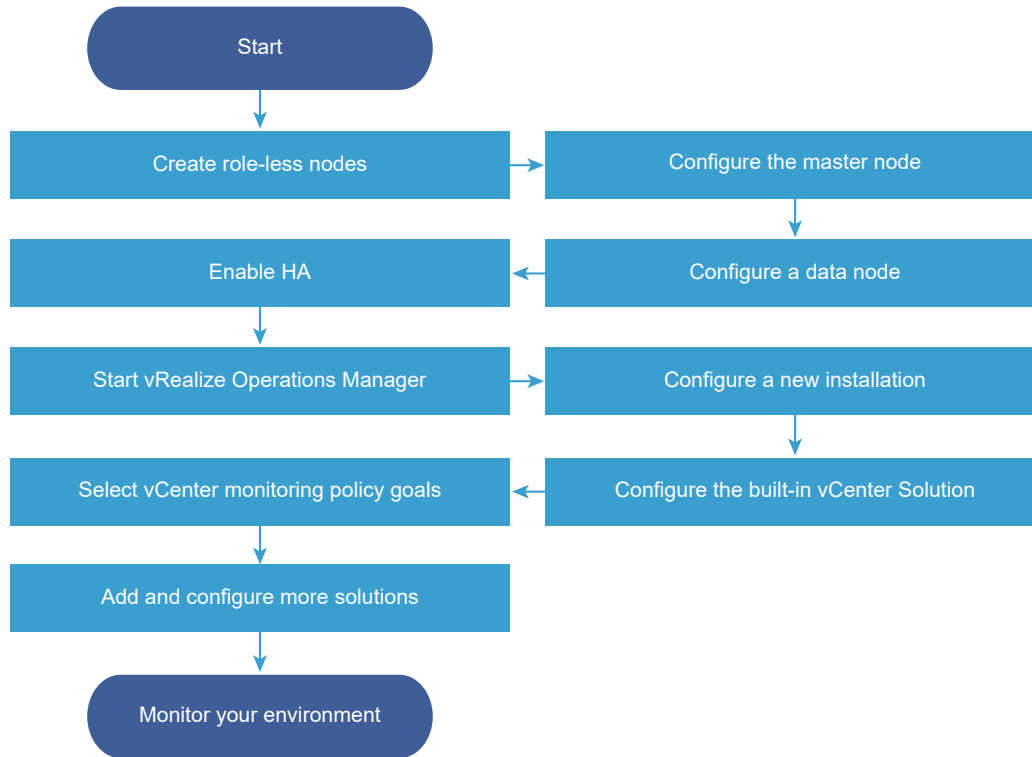 Start
Create role-less nodes
Configure the master node
Configure a data node
Enable HA
Start vRealize Operations Manager
Configure a new installation
Configure the built-in vCenter Solution
Select vCenter monitoring policy goals
Add and configure more solutions
Monitor your environment